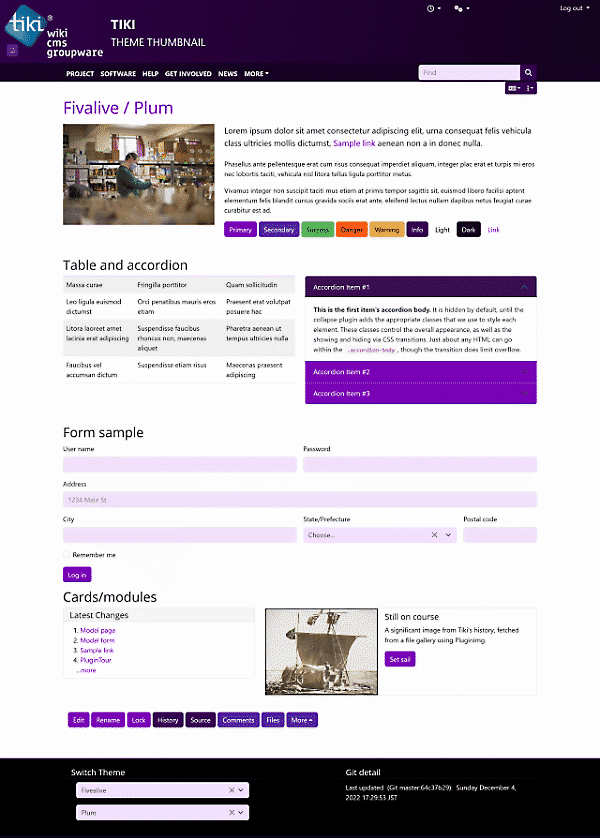 tiki®
wiki
cms
groupware
TIKI
THEME THUMBNAIL
Log out
PROJECT SOFTWARE HELP GET INVOLVED NEWS MORE
Find
Fivalive / Plum
Lorem ipsum dolor sit amet consectetur adipiscing elit, urna consequat felis vehicula
class ultricies mollis dictumst, Sample link aenean non a in donec nulla.
Phasellus ante pellentesque erat cum risus consequat imperdiet aliquam, integer plac erat et turpis mi eros
nec lobortis taciti, vehicula nisl litora tellus ligula porttitor metus.
Vivamus integer non suscipit taciti mus etiam at primis tempor sagittis sit, euismod libero facilisi aptent
elementum felis blandit cursus gravida sociis erat ante, eleifend lectus nullam dapibus netus feugiat curae
curabitur est ad.
Primary Secondary Success Danger Warning Info Light Dark Link
Table and accordion
Massa curae Fringilla porttitor Quam sollicitudin
Leo ligula euismod Orci penatibus mauris eros Praesent erat volutpat
dictumst etiam posuere hac
Litora laoreet amet Suspendisse faucibus Pharetra aenean ut
lacinia erat adipiscing rhoncus non, maecenas tempus ultricies nulla
aliquet
Faucibus vel Suspendisse etiam risus Maecenas praesent
accumsan dictum adipiscing
Accordion Item #1
This is the first item's accordion body. It is hidden by default, until the
collapse plugin adds the appropriate classes that we use to style each
element. These classes control the overall appearance, as well as the
showing and hiding via CSS transitions. Just about any HTML can go
within the .accordion-body, though the transition does limit overflow.
Accordion Item #2
Accordion Item #3
Form sample
User name Password
Address
1234 Main St
City State/Prefecture Postal code
Choose...
Remember me
Log in
Cards/modules
Latest Changes
1. Model page
2. Model form
3. Sample link
4. PluginTour
...more
Still on course
A significant image from Tiki's history, fetched
from a file gallery using PluginImg.
Set sail
Edit Rename Lock History Source Comments Files More
Switch Theme
Fivealive
Plum
Git detail
Last updated (Git master:64c37b29): Sunday December 4,
2022 17:29:53 JST